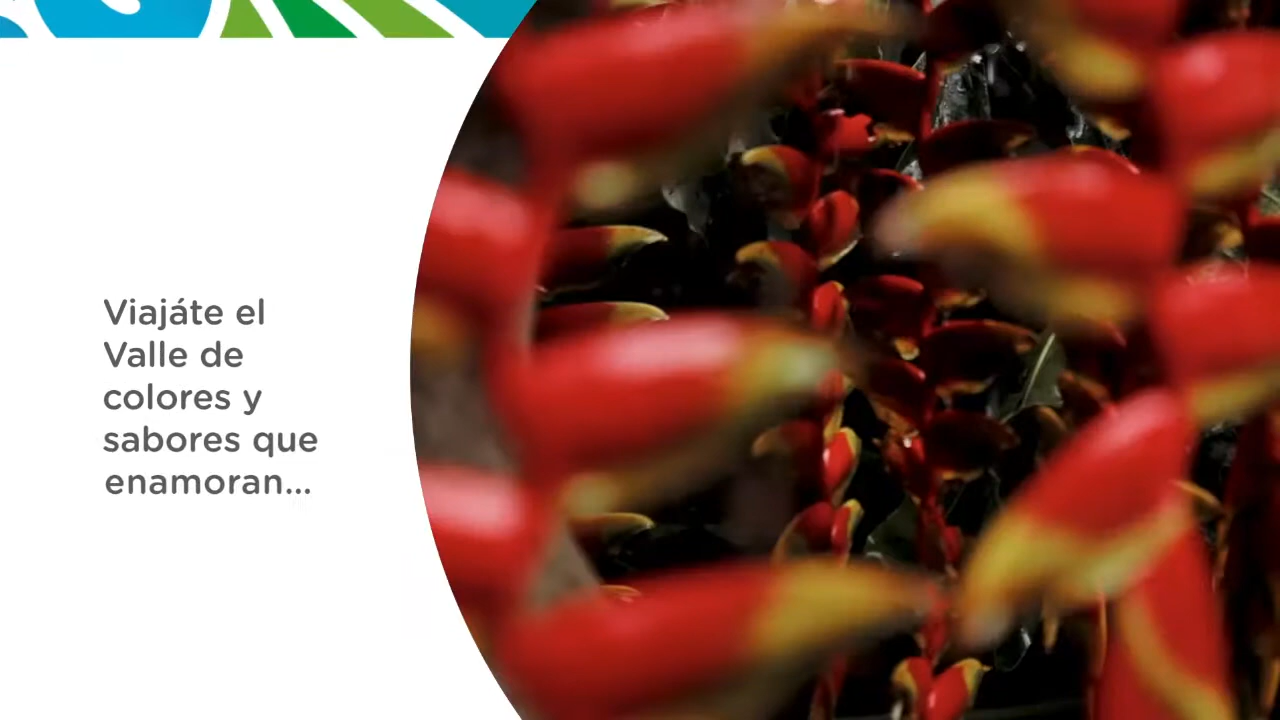 Viajáte el
Valle de
colores y
sabores que
enamoran...